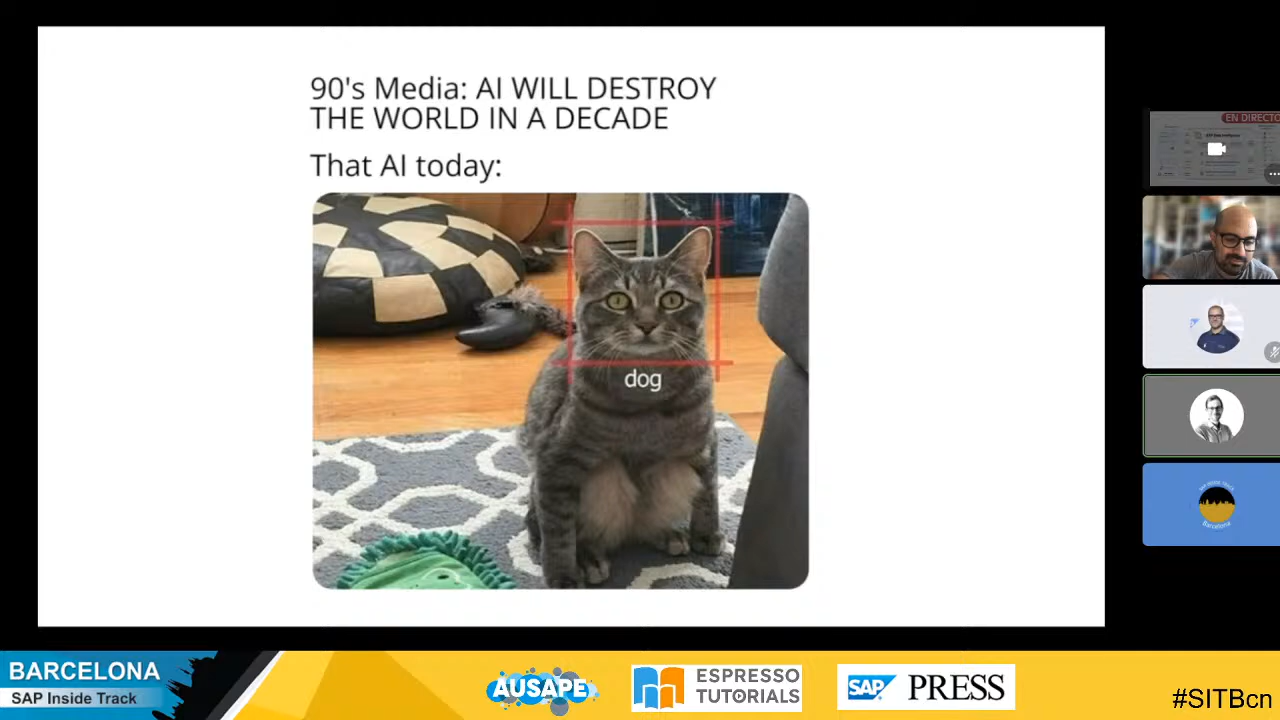 90's Media: AI WILL DESTROY
THE WORLD IN A DECADE
That AI today:
dog
EN DIRECTO
BARCELONA
SAP Inside Track
AUSAPE
ESPRESSO
TUTORIALS
SAP PRESS
#SITBcn